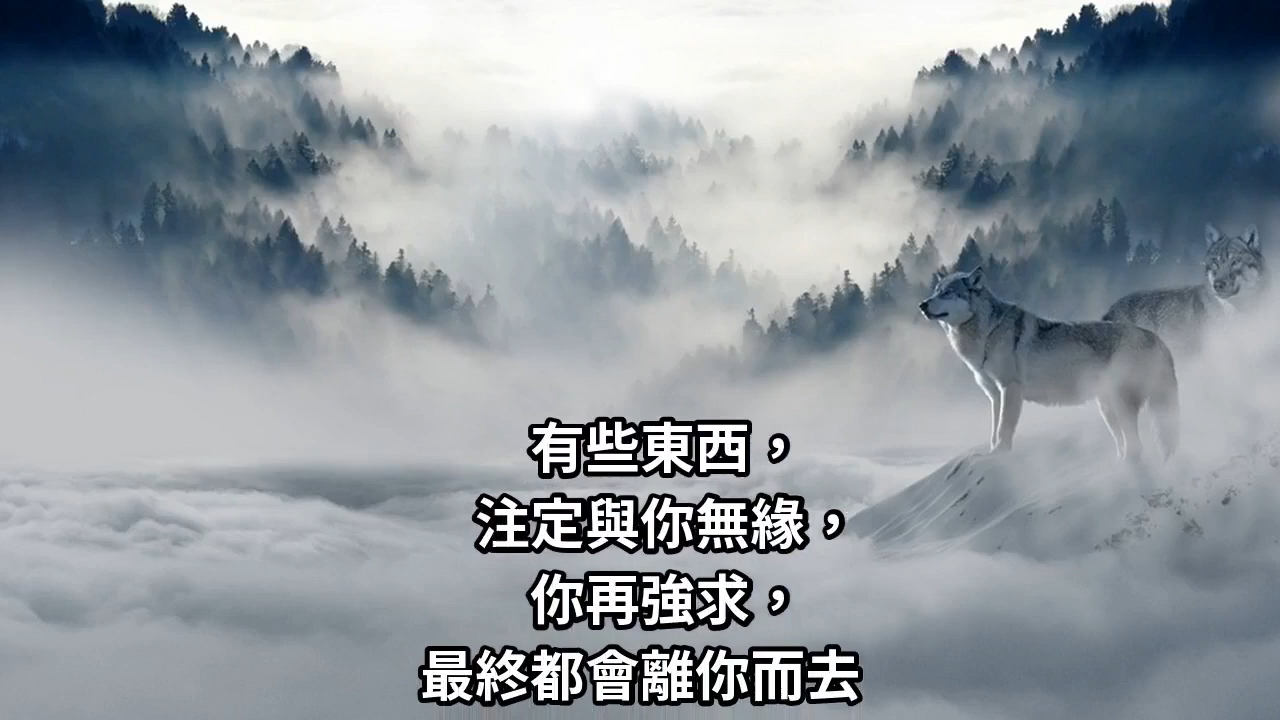 有些東西，
注定與你無緣，
你再強求，
最終都會離你而去